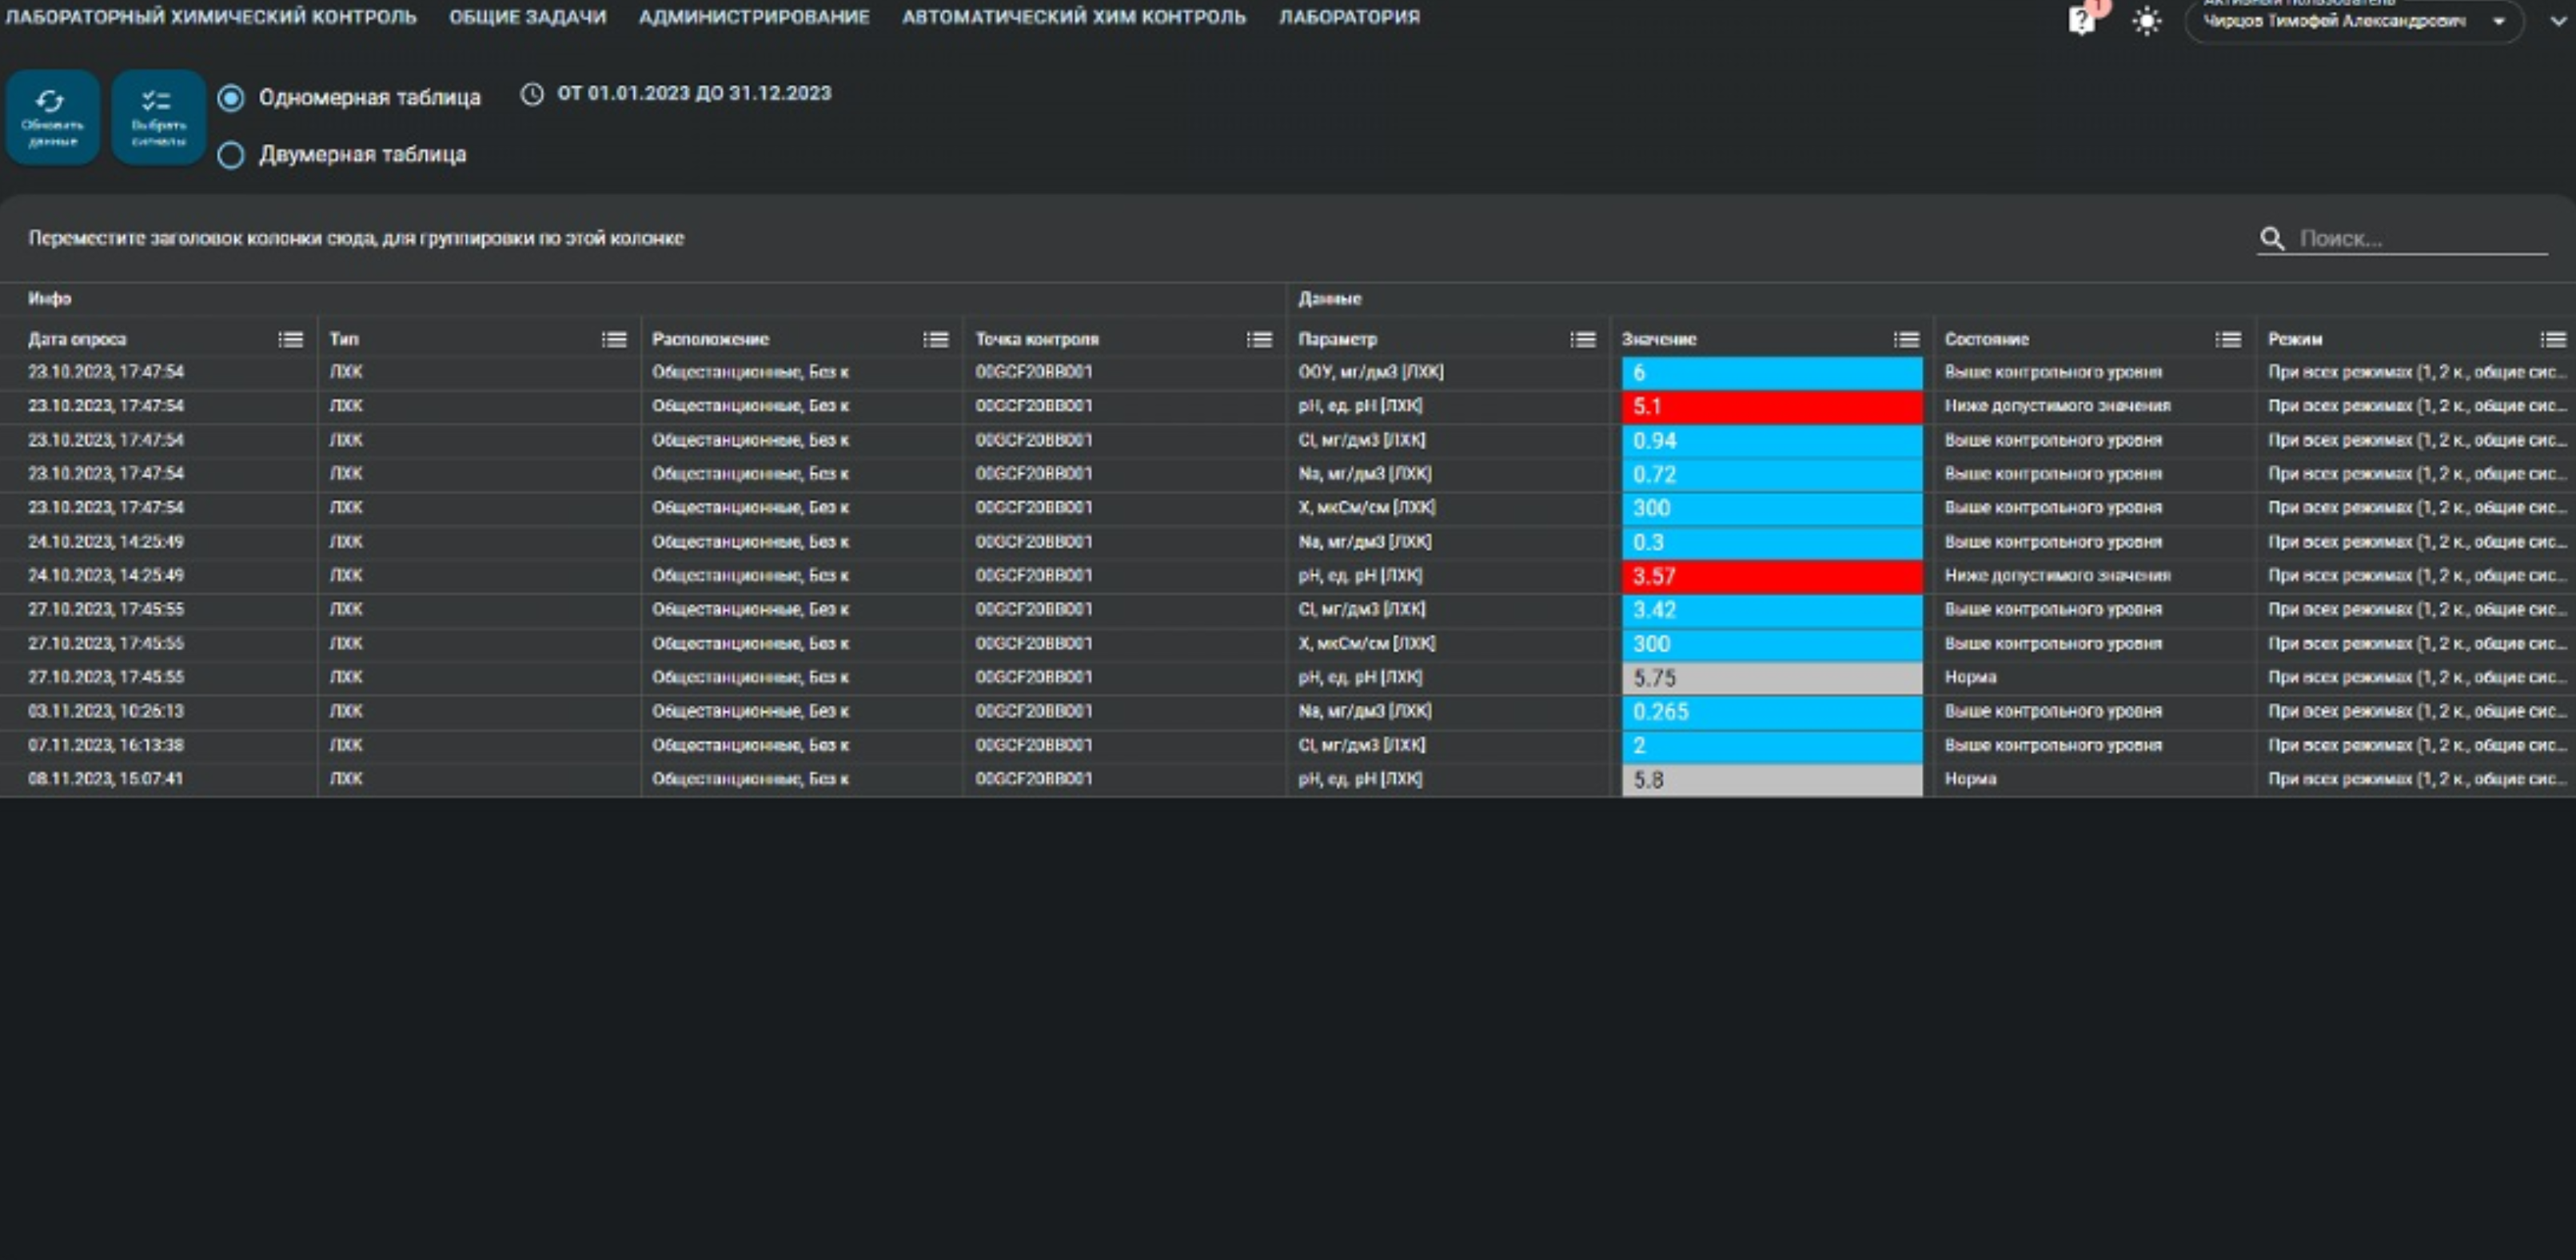 ЛАБОРАТОРНЫЙ ХИМИЧЕСКИЙ КОНТРОЛЬ ОБЩИЕ ЗАДАЧИ АДМИНИСТРИРОВАНИЕ АВТОМАТИЧЕСКИЙ ХИМ КОНТРОЛЬ ЛАБОРАТОРИЯ 1 Активный пользователь
Чирцов Тимофей Александрович
Обновить данные Выбрать сигналы Одномерная таблица ОТ 01.01.2023 ДО 31.12.2023
Двумерная таблица
Переместите заголовок колонки сюда, для группировки по этой колонке Поиск...
Инфо Данные
Дата опроса Тип Расположение Точка контроля Параметр Значение Состояние Режим
23.10.2023, 17:47:54 ЛХК Общестанционные, Без к 00GCF20BB001 ООУ, мг/дм3 [ЛХК] 6 Выше контрольного уровня При всех режимах (1, 2 к., общие сис...
23.10.2023, 17:47:54 ЛХК Общестанционные, Без к 00GCF20BB001 pH, ед. pH [ЛХК] 5.1 Ниже допустимого значения При всех режимах (1, 2 к., общие сис...
23.10.2023, 17:47:54 ЛХК Общестанционные, Без к 00GCF20BB001 Cl, мг/дм3 [ЛХК] 0.94 Выше контрольного уровня При всех режимах (1, 2 к., общие сис...
23.10.2023, 17:47:54 ЛХК Общестанционные, Без к 00GCF20BB001 Na, мг/дм3 [ЛХК] 0.72 Выше контрольного уровня При всех режимах (1, 2 к., общие сис...
23.10.2023, 17:47:54 ЛХК Общестанционные, Без к 00GCF20BB001 X, мкСм/см [ЛХК] 300 Выше контрольного уровня При всех режимах (1, 2 к., общие сис...
24.10.2023, 14:25:49 ЛХК Общестанционные, Без к 00GCF20BB001 Na, мг/дм3 [ЛХК] 0.3 Выше контрольного уровня При всех режимах (1, 2 к., общие сис...
24.10.2023, 14:25:49 ЛХК Общестанционные, Без к 00GCF20BB001 pH, ед. pH [ЛХК] 3.57 Ниже допустимого значения При всех режимах (1, 2 к., общие сис...
27.10.2023, 17:45:55 ЛХК Общестанционные, Без к 00GCF20BB001 Cl, мг/дм3 [ЛХК] 3.42 Выше контрольного уровня При всех режимах (1, 2 к., общие сис...
27.10.2023, 17:45:55 ЛХК Общестанционные, Без к 00GCF20BB001 X, мкСм/см [ЛХК] 300 Выше контрольного уровня При всех режимах (1, 2 к., общие сис...
27.10.2023, 17:45:55 ЛХК Общестанционные, Без к 00GCF20BB001 pH, ед. pH [ЛХК] 5.75 Норма При всех режимах (1, 2 к., общие сис...
03.11.2023, 10:26:13 ЛХК Общестанционные, Без к 00GCF20BB001 Na, мг/дм3 [ЛХК] 0.265 Выше контрольного уровня При всех режимах (1, 2 к., общие сис...
07.11.2023, 16:13:38 ЛХК Общестанционные, Без к 00GCF20BB001 Cl, мг/дм3 [ЛХК] 2 Выше контрольного уровня При всех режимах (1, 2 к., общие сис...
08.11.2023, 15:07:41 ЛХК Общестанционные, Без к 00GCF20BB001 pH, ед. pH [ЛХК] 5.8 Норма При всех режимах (1, 2 к., общие сис...